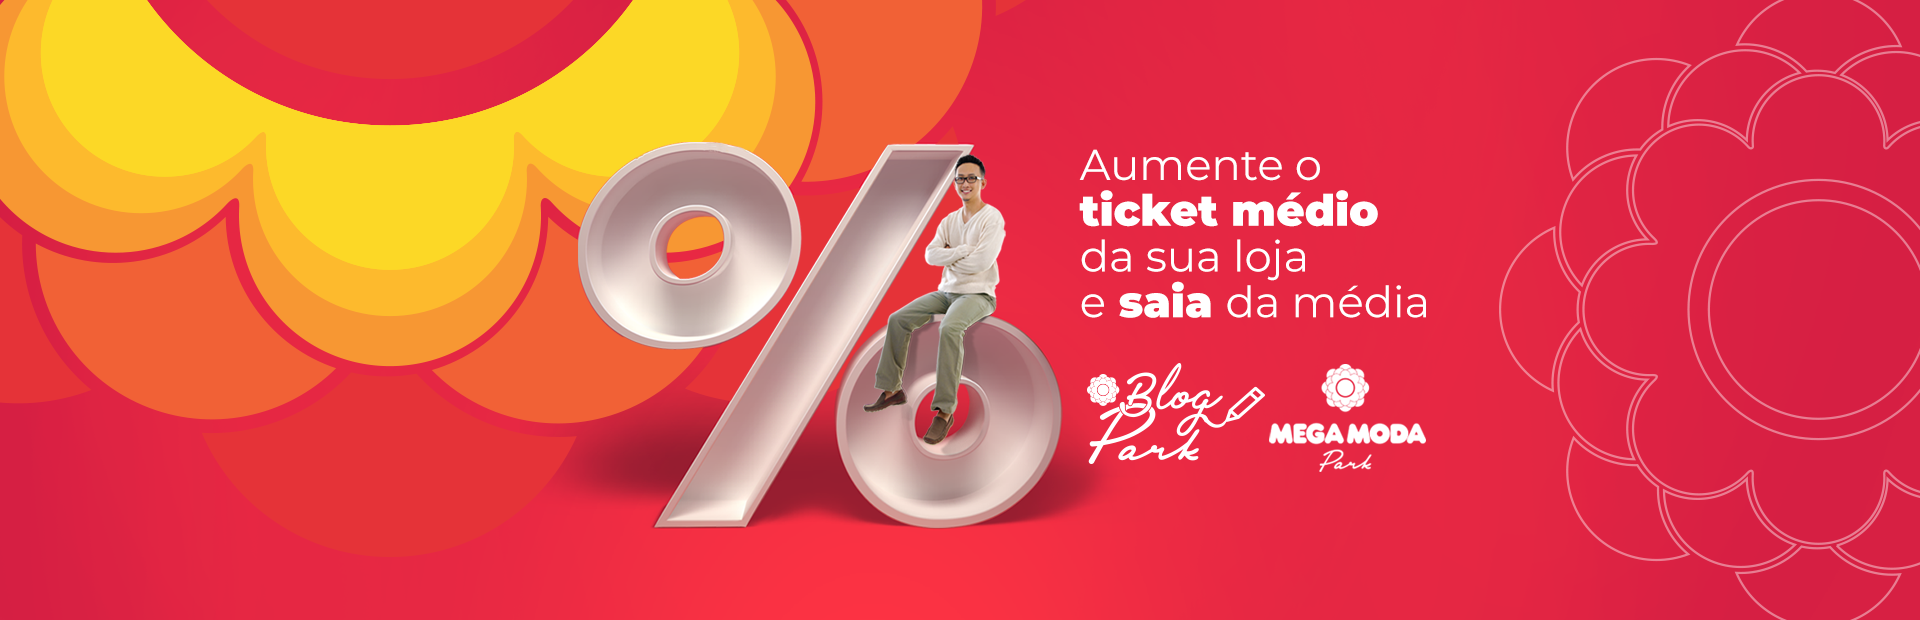 Aumente o
ticket médio
da sua loja
e saia da média
Blog
Park
MEGA MODA
Park
%